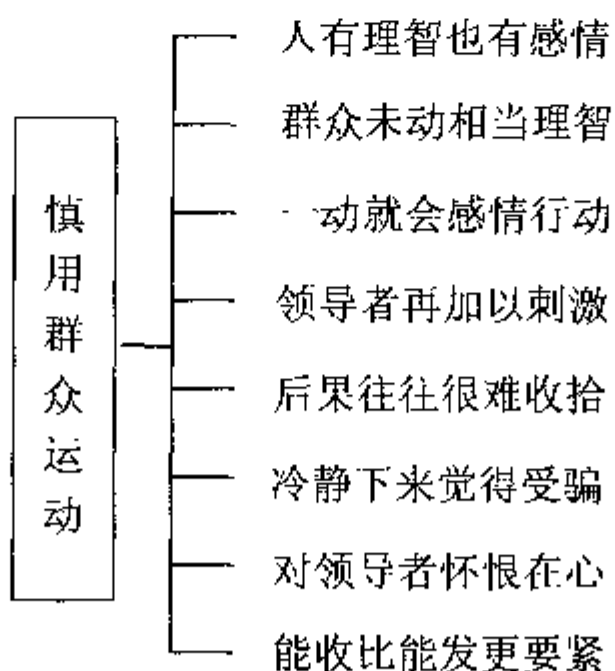 慎用群众运动
人有理智也有感情
群众未动相当理智
一动就会感情行动
领导者再加以刺激
后果往往很难收拾
冷静下来觉得受骗
对领导者怀恨在心
能收比能发更要紧